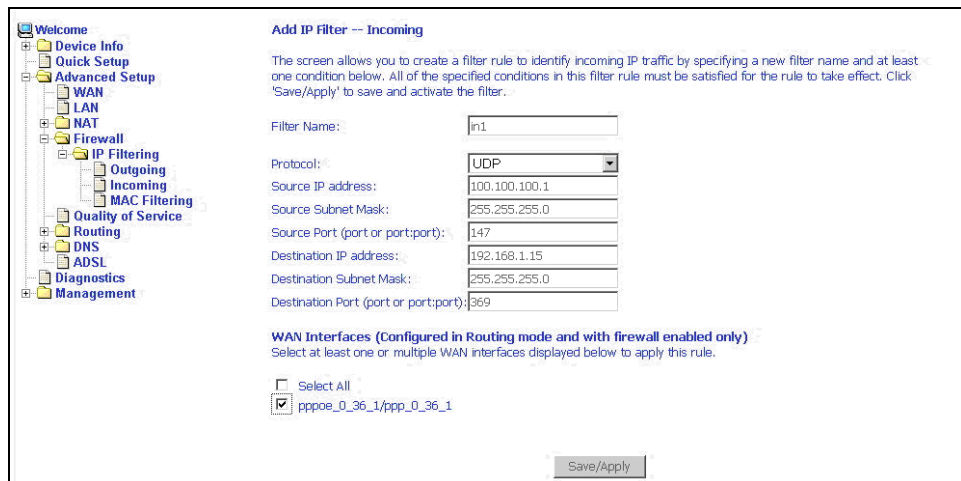 Welcome
Device Info
Quick Setup
Advanced Setup
WAN
LAN
NAT
Firewall
IP Filtering
Outgoing
Incoming
MAC Filtering
Quality of Service
Routing
DNS
ADSL
Diagnostics
Management
Add IP Filter -- Incoming
The screen allows you to create a filter rule to identify incoming IP traffic by specifying a new filter name and at least
one condition below. All of the specified conditions in this filter rule must be satisfied for the rule to take effect. Click
'Save/Apply' to save and activate the filter.
Filter Name: in1
Protocol: UDP
Source IP address: 100.100.100.1
Source Subnet Mask: 255.255.255.0
Source Port (port or port:port): 147
Destination IP address: 192.168.1.15
Destination Subnet Mask: 255.255.255.0
Destination Port (port or port:port): 369
WAN Interfaces (Configured in Routing mode and with firewall enabled only)
Select at least one or multiple WAN interfaces displayed below to apply this rule.
Select All
pppoe_0_36_1/ppp_0_36_1
Save/Apply